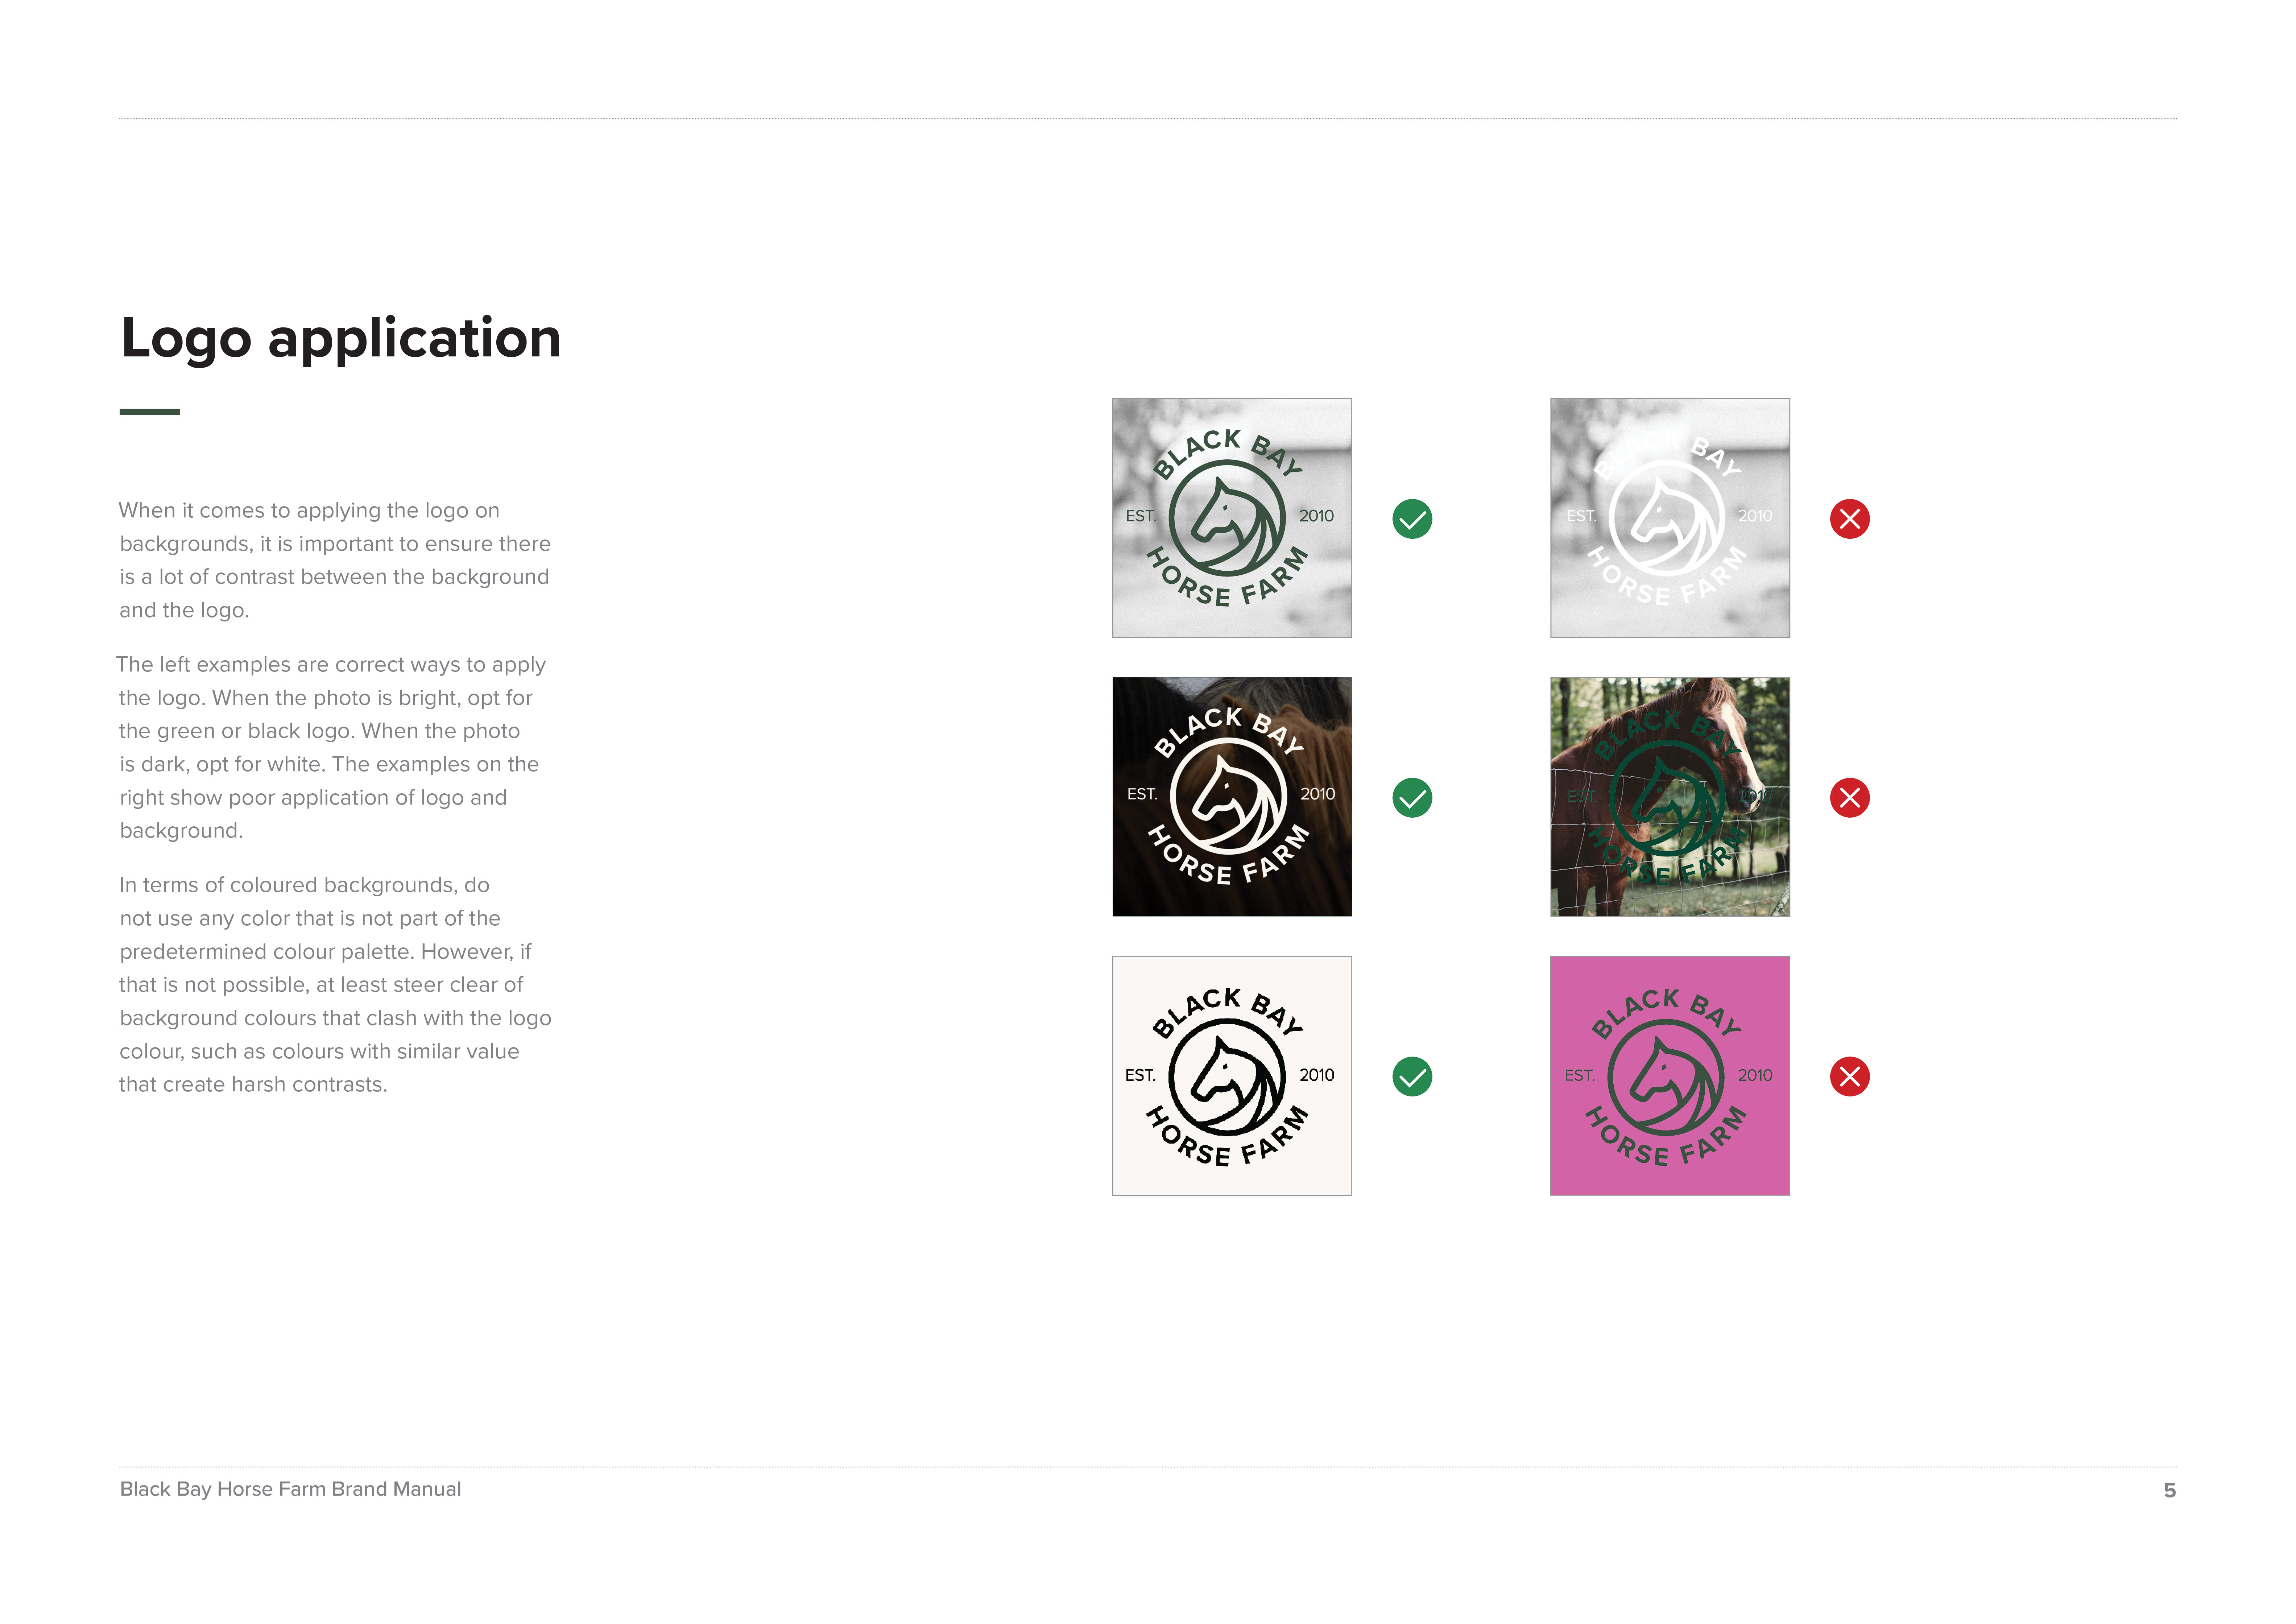 Logo application
When it comes to applying the logo on
backgrounds, it is important to ensure there
is a lot of contrast between the background
and the logo.
The left examples are correct ways to apply
the logo. When the photo is bright, opt for
the green or black logo. When the photo
is dark, opt for white. The examples on the
right show poor application of logo and
background.
In terms of coloured backgrounds, do
not use any color that is not part of the
predetermined colour palette. However, if
that is not possible, at least steer clear of
background colours that clash with the logo
colour, such as colours with similar value
that create harsh contrasts.
BLACK BAY
EST. 2010
HORSE FARM
BLACK BAY
EST. 2010
HORSE FARM
BLACK BAY
EST. 2010
HORSE FARM
BLACK BAY
EST. 2010
HORSE FARM
BLACK BAY
EST. 2010
HORSE FARM
BLACK BAY
EST. 2010
HORSE FARM
Black Bay Horse Farm Brand Manual
5